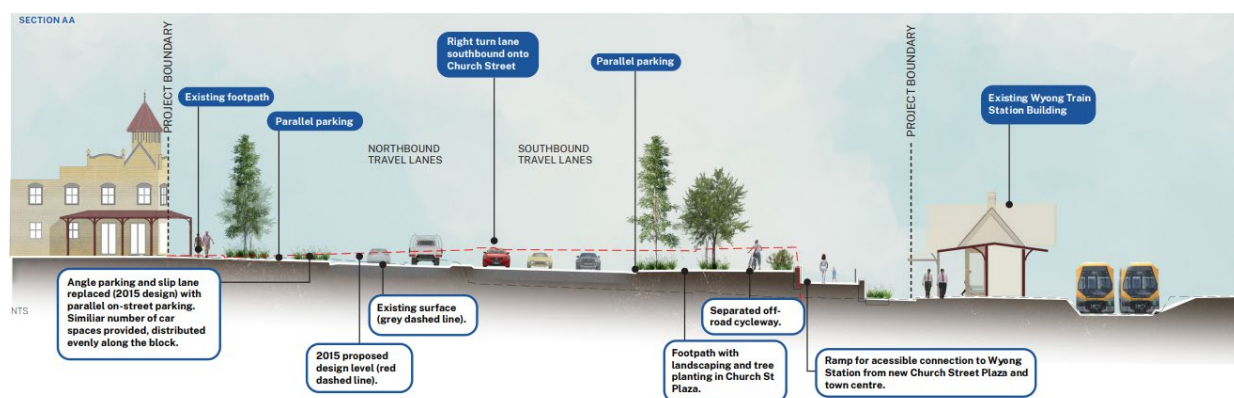 SECTION AA
PROJECT BOUNDARY
Existing footpath
Parallel parking
NORTHBOUND
TRAVEL LANES
Right turn lane
southbound onto
Church Street
SOUTHBOUND
TRAVEL LANES
Parallel parking
PROJECT BOUNDARY
Existing Wyong Train
Station Building
NTS
Angle parking and slip lane
replaced (2015 design) with
parallel on-street parking.
Similiar number of car
spaces provided, distributed
evenly along the block.
Existing surface
(grey dashed line).
2015 proposed
design level (red
dashed line).
Separated off-
road cycleway.
Footpath with
landscaping and tree
planting in Church St
Plaza.
Ramp for acessible connection to Wyong
Station from new Church Street Plaza and
town centre.